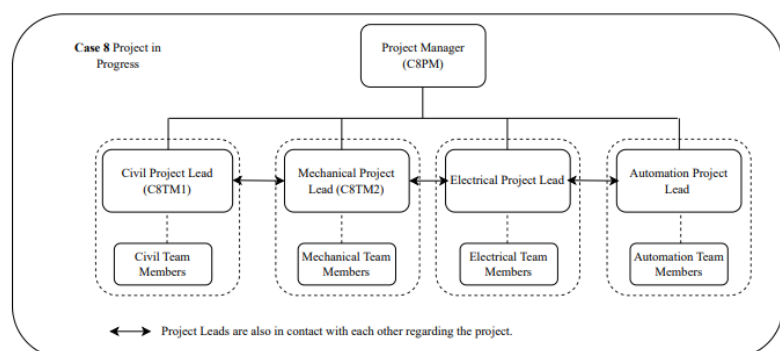 Case 8 Project in
Progress
Project Manager
(C8PM)
Civil Project Lead
(C8TM1)
Mechanical Project
Lead (C8TM2)
Electrical Project Lead
Automation Project
Lead
Civil Team
Members
Mechanical Team
Members
Electrical Team
Members
Automation Team
Members
Project Leads are also in contact with each other regarding the project.